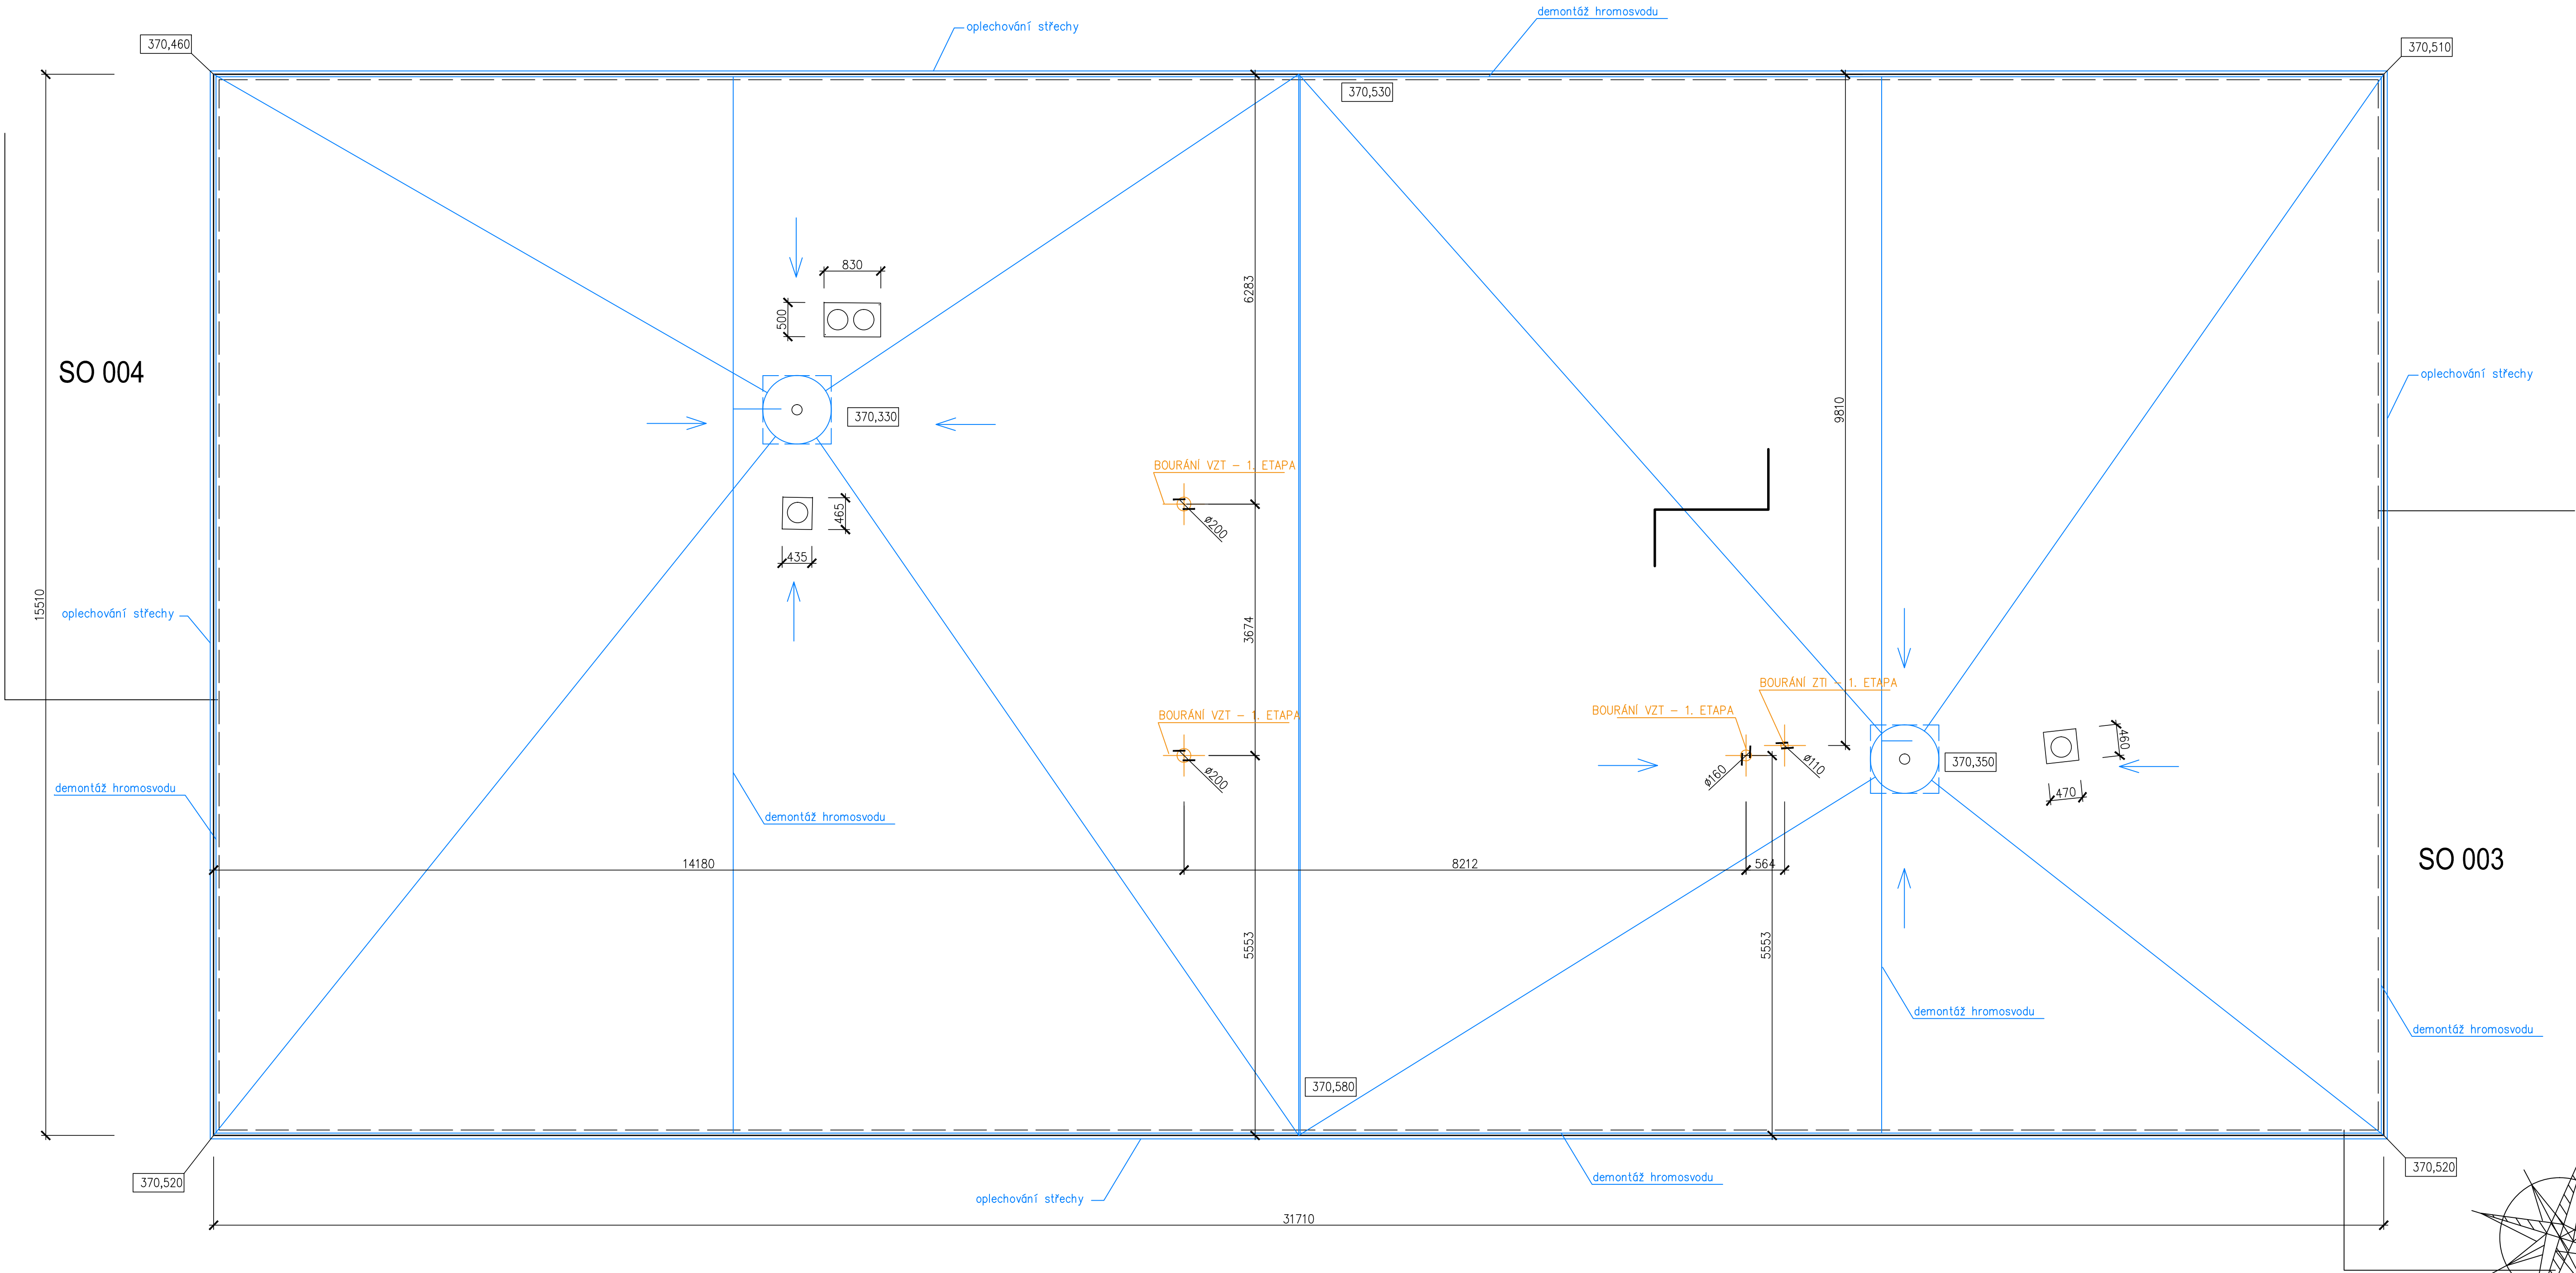 demontáž hromosvodu
oplechování střechy
370,460
370,510
370,530
830
6283
500
SO 004
oplechování střechy
9810
370,330
BOURÁNÍ VZT - 1. ETAPA
465
ø200
435
15510
oplechování střechy
3674
BOURÁNÍ ZTI - 1. ETAPA
BOURÁNÍ VZT - 1. ETAPA
BOURÁNÍ VZT - 1. ETAPA
460
370,350
ø200
ø160
ø110
demontáž hromosvodu
470
demontáž hromosvodu
14180
8212
564
SO 003
5553
5553
demontáž hromosvodu
demontáž hromosvodu
370,580
370,520
370,520
demontáž hromosvodu
oplechování střechy
31710